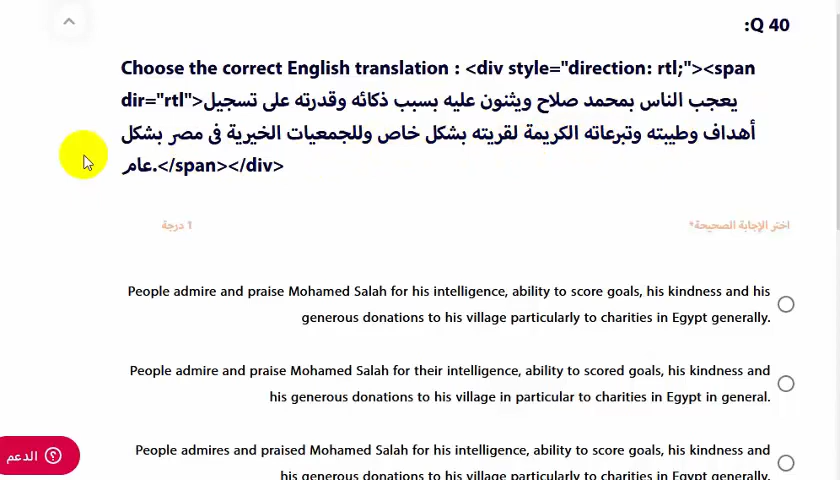 :Q 40
Choose the correct English translation : <div style="direction: rtl;"><span
dir="rtl">يعجب الناس بمحمد صلاح ويثنون عليه بسبب ذكائه وقدرته على تسجيل
أهداف وطيبته وتبرعاته الكريمة لقريته بشكل خاص وللجمعيات الخيرية فى مصر بشكل
عام.</span></div>
اختر الإجابة الصحيحة*
1 درجة
People admire and praise Mohamed Salah for his intelligence, ability to score goals, his kindness and his
generous donations to his village particularly to charities in Egypt generally.
People admire and praise Mohamed Salah for their intelligence, ability to scored goals, his kindness and
his generous donations to his village in particular to charities in Egypt in general.
People admires and praised Mohamed Salah for his intelligence, ability to score goals, his kindness and
his generous donations to his village particularly to charities in Egypt generally.
الدعم